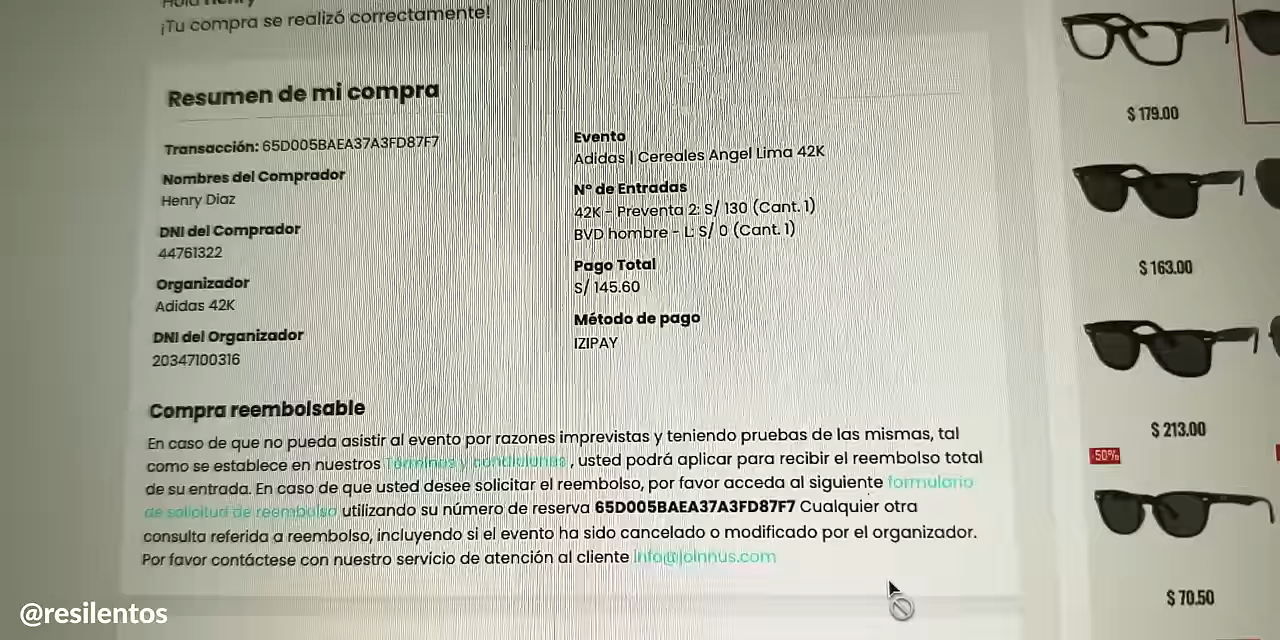 Hola Henry
¡Tu compra se realizó correctamente!
Resumen de mi compra
Transacción: 65D005BAEA37A3FD87F7
Nombres del Comprador
Henry Diaz
DNI del Comprador
44761322
Organizador
Adidas 42K
DNI del Organizador
20347100316
Evento
Adidas | Cereales Angel Lima 42K
N° de Entradas
42K - Preventa 2: S/ 130 (Cant. 1)
BVD hombre - L: S/ 0 (Cant. 1)
Pago Total
S/ 145.60
Método de pago
IZIPAY
Compra reembolsable
En caso de que no pueda asistir al evento por razones imprevistas y teniendo pruebas de las mismas, tal
como se establece en nuestros Términos y condiciones , usted podrá aplicar para recibir el reembolso total
de su entrada. En caso de que usted desee solicitar el reembolso, por favor acceda al siguiente formulario
de solicitud de reembolso utilizando su número de reserva 65D005BAEA37A3FD87F7 Cualquier otra
consulta referida a reembolso, incluyendo si el evento ha sido cancelado o modificado por el organizador.
Por favor contáctese con nuestro servicio de atención al cliente info@joinnus.com
$ 179.00
$ 163.00
$ 213.00
-50%
$ 70.50
@resilentos